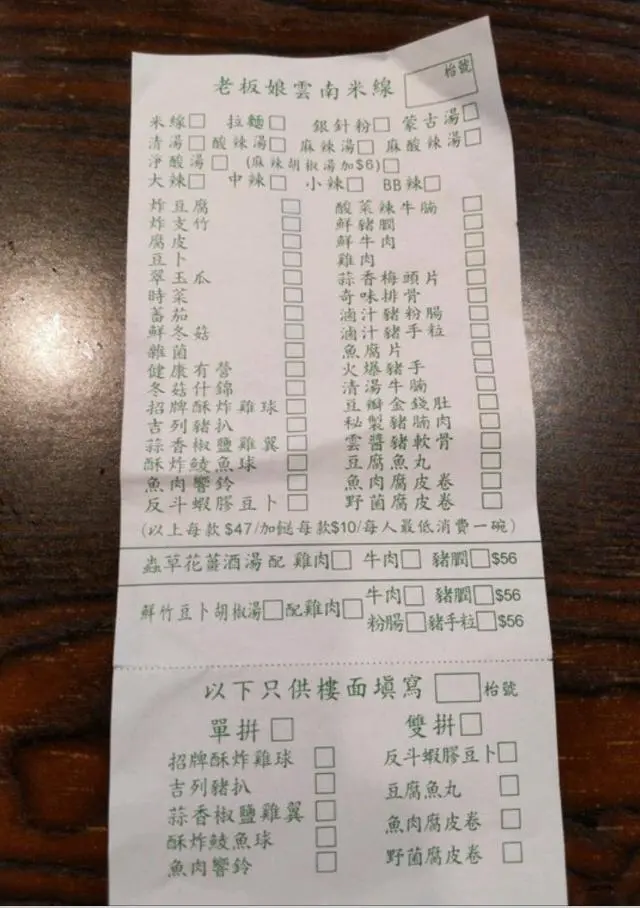 老板娘雲南米線 枱號
米線□ 拉麵□ 銀針粉□ 蒙古湯□
清湯□ 酸辣湯□ 麻辣湯□ 麻酸辣湯□
淨酸湯□ (麻辣胡椒湯加$6)□
大辣□ 中辣□ 小辣□ BB辣□
炸豆腐□ 酸菜辣牛腩□
炸支竹□ 鮮豬膶□
腐皮□ 鮮牛肉□
豆卜□ 雞肉□
翠玉瓜□ 蒜香梅頭片□
時菜□ 奇味排骨□
蕃茄□ 滷汁豬粉腸□
鮮冬菇□ 滷汁豬手粒□
雜菌□ 魚腐片□
健康有營□ 火爆豬手□
冬菇什錦□ 清湯牛腩□
招牌酥炸雞球□ 豆瓣金錢肚□
吉列豬扒□ 秘製豬腩肉□
蒜香椒鹽雞翼□ 雲醬豬軟骨□
酥炸鯪魚球□ 豆腐魚丸□
魚肉響鈴□ 魚肉腐皮卷□
反斗蝦膠豆卜□ 野菌腐皮卷□
(以上每款$47/加餸每款$10/每人最低消費一碗)
蟲草花薑酒湯配 雞肉□ 牛肉□ 豬膶□$56
鮮竹豆卜胡椒湯□配雞肉□ 牛肉□ 豬膶□$56
粉腸□豬手粒□$56
以下只供樓面填寫 □枱號
單拼□ 雙拼□
招牌酥炸雞球□ 反斗蝦膠豆卜□
吉列豬扒□ 豆腐魚丸□
蒜香椒鹽雞翼□ 魚肉腐皮卷□
酥炸鯪魚球□ 野菌腐皮卷□
魚肉響鈴□